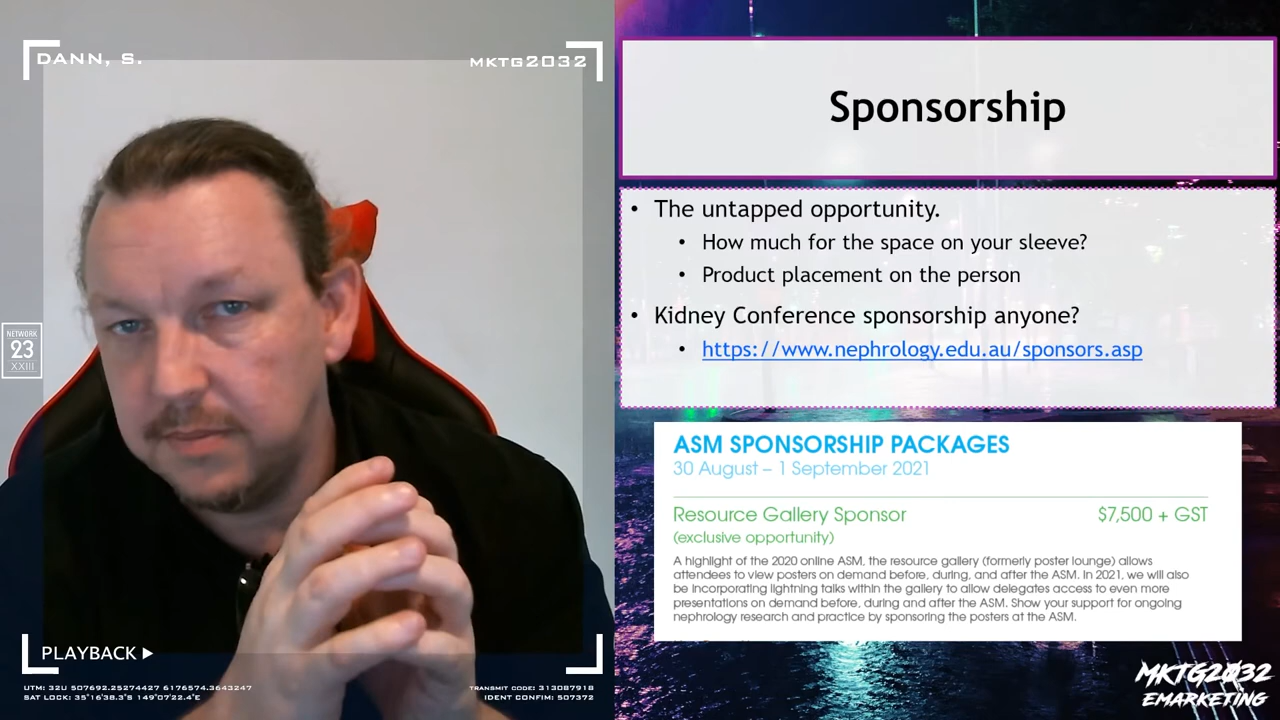 DANN, S.
MKTG2032
NETWORK
23
XXIII
PLAYBACK
UTM: 32U 507692.25274427 6176574.3643247
SAT LOCK: 35°16'38.3"S 149°07'22.4"E
TRANSMIT CODE: 313087918
IDENT CONFIM: 507372
Sponsorship
• The untapped opportunity.
• How much for the space on your sleeve?
• Product placement on the person
• Kidney Conference sponsorship anyone?
• https://www.nephrology.edu.au/sponsors.asp
ASM SPONSORSHIP PACKAGES
30 August – 1 September 2021
Resource Gallery Sponsor $7,500 + GST
(exclusive opportunity)
A highlight of the 2020 online ASM, the resource gallery (formerly poster lounge) allows
attendees to view posters on demand before, during, and after the ASM. In 2021, we will also
be incorporating lightning talks within the gallery to allow delegates access to even more
presentations on demand before, during and after the ASM. Show your support for ongoing
nephrology research and practice by sponsoring the posters at the ASM.
MKTG2032
EMARKETING